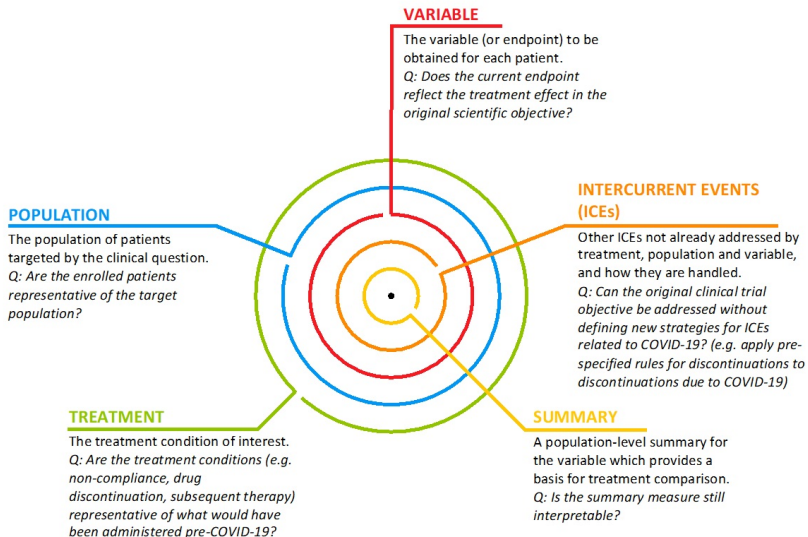 VARIABLE
The variable (or endpoint) to be
obtained for each patient.
Q: Does the current endpoint
reflect the treatment effect in the
original scientific objective?
POPULATION
The population of patients
targeted by the clinical question.
Q: Are the enrolled patients
representative of the target
population?
INTERCURRENT EVENTS
(ICEs)
Other ICEs not already addressed by
treatment, population and variable,
and how they are handled.
Q: Can the original clinical trial
objective be addressed without
defining new strategies for ICEs
related to COVID-19? (e.g. apply pre-
specified rules for discontinuations to
discontinuations due to COVID-19)
TREATMENT
The treatment condition of interest.
Q: Are the treatment conditions (e.g.
non-compliance, drug
discontinuation, subsequent therapy)
representative of what would have
been administered pre-COVID-19?
SUMMARY
A population-level summary for
the variable which provides a
basis for treatment comparison.
Q: Is the summary measure still
interpretable?